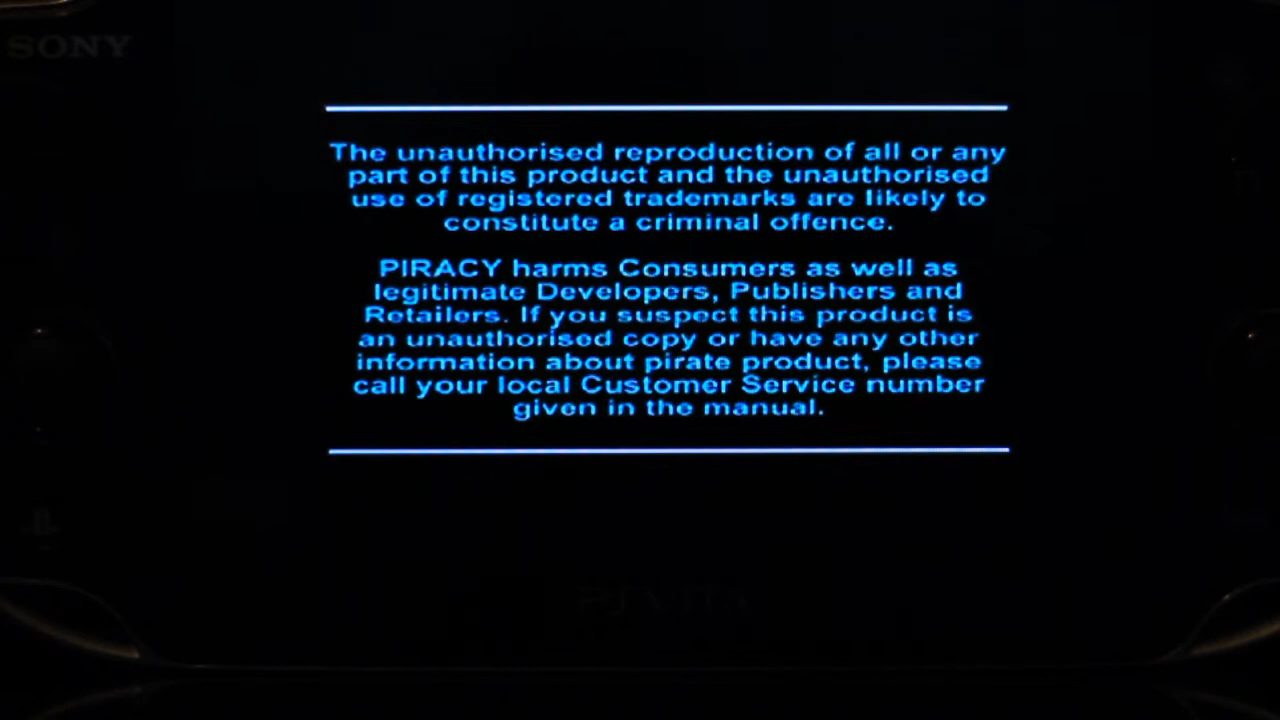 SONY
The unauthorised reproduction of all or any
part of this product and the unauthorised
use of registered trademarks are likely to
constitute a criminal offence.
PIRACY harms Consumers as well as
legitimate Developers, Publishers and
Retailers. If you suspect this product is
an unauthorised copy or have any other
information about pirate product, please
call your local Customer Service number
given in the manual.
PSVITA